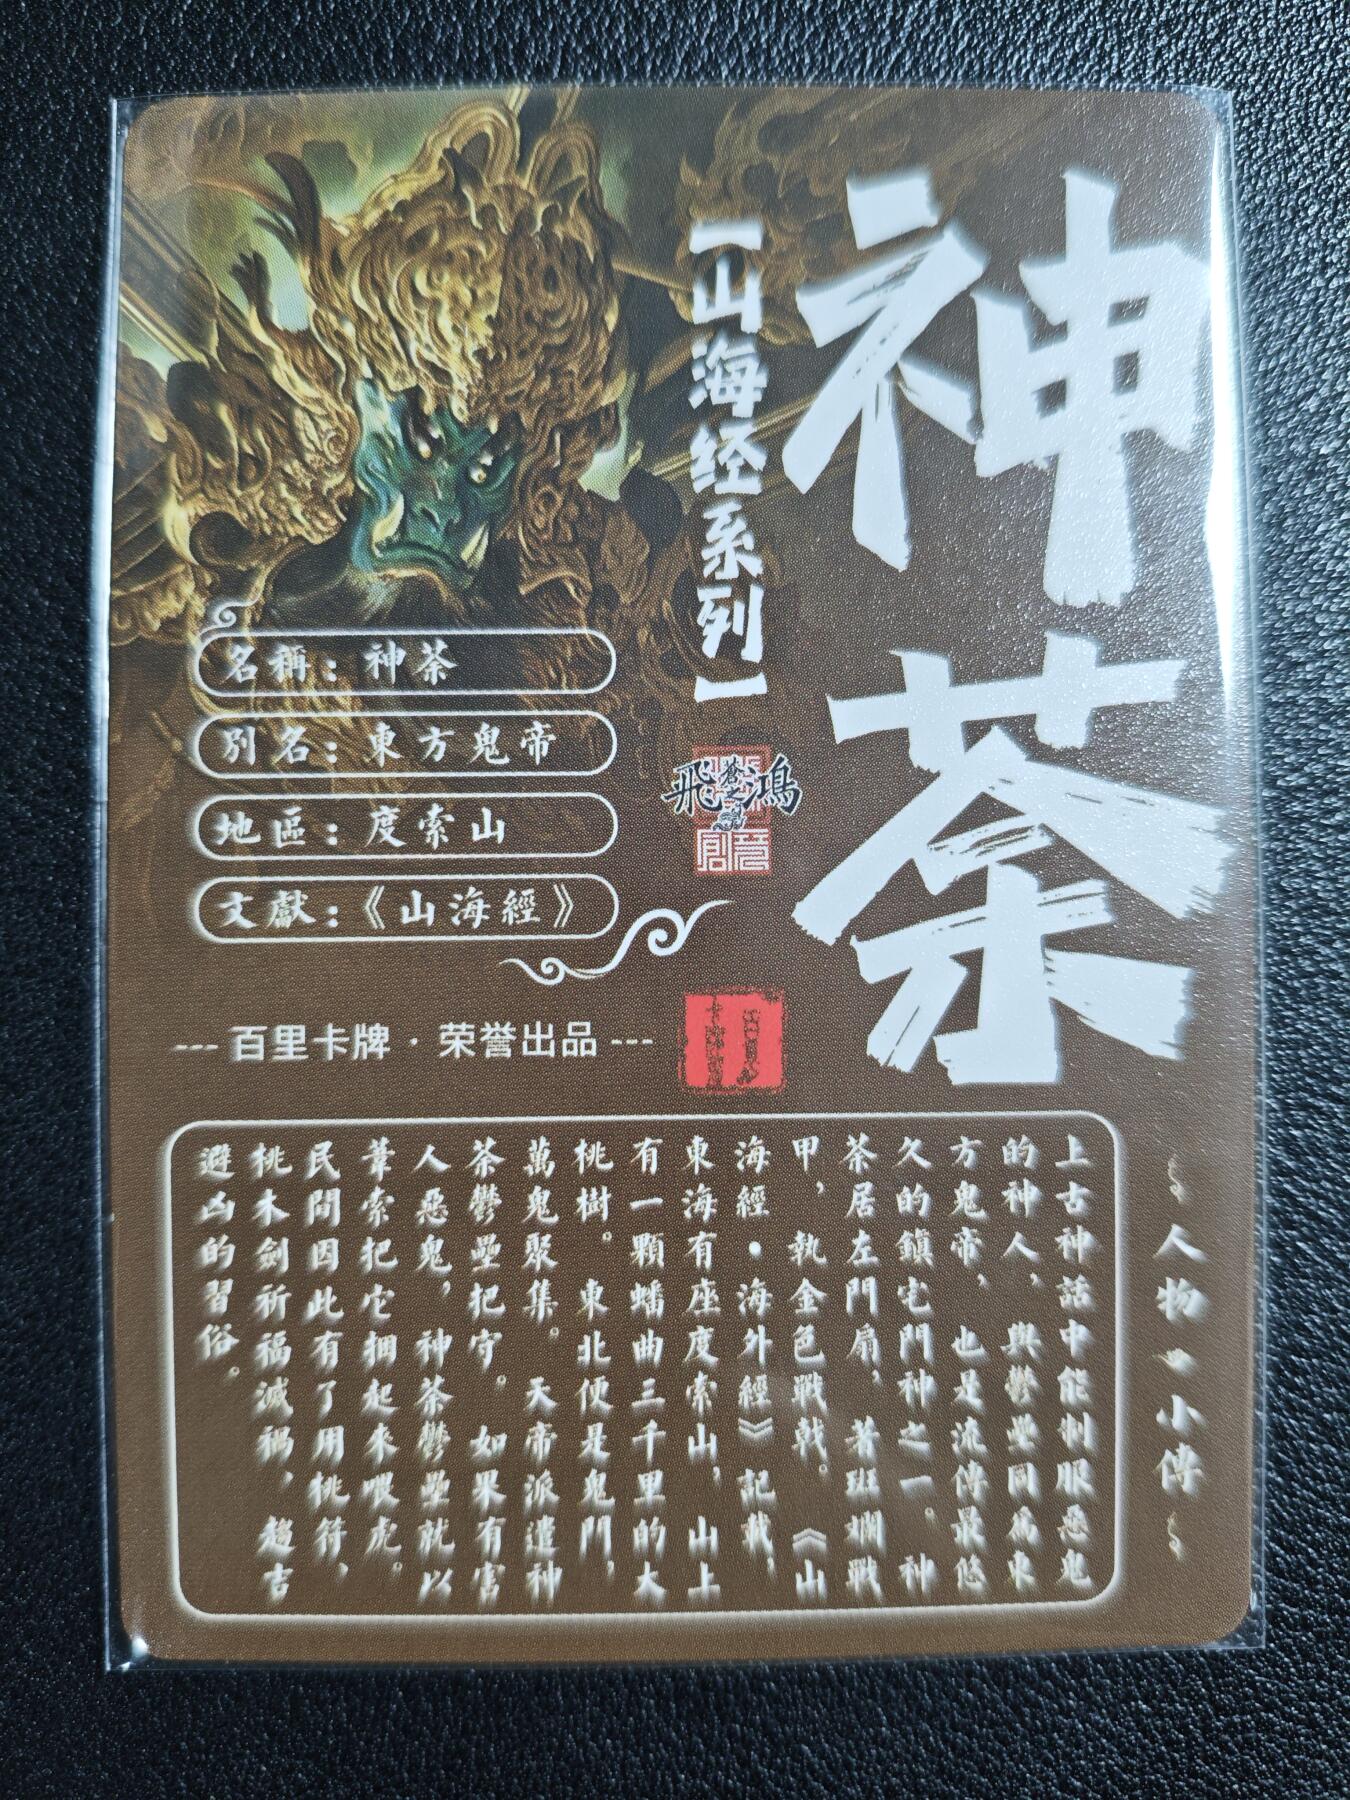 神荼
【山海经系列】
飛鴻
蒼之
創意
名稱：神荼
別名：東方鬼帝
地區：度索山
文獻：《山海經》
--- 百里卡牌 · 荣誉出品 ---
人物小傳
上古神話中能制服惡鬼
的神人，與鬱壘同為東
方鬼帝，也是流傳最悠
久的鎮宅門神之一。神
荼居左門扇，著斑斕戰
甲，執金色戰戟。《山
海經•海外經》記載，
東海有座度索山，山上
有一顆蟠曲三千里的大
桃樹。東北便是鬼門，
萬鬼聚集。天帝派遣神
荼鬱壘把守。如果有害
人惡鬼，神荼鬱壘就以
葦索把它捆起來喂虎。
民間因此有了用桃符、
桃木劍祈福滅禍、趨吉
避凶的習俗。